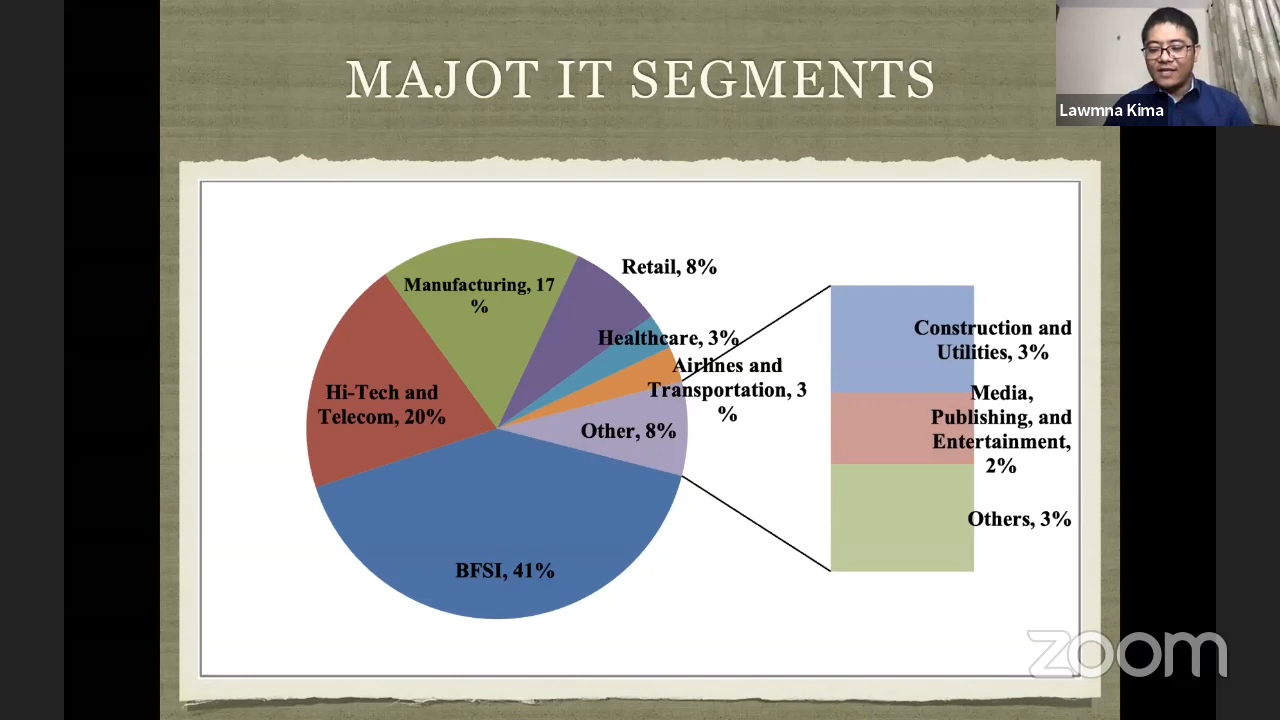 MAJOT IT SEGMENTS
Lawmna Kima
Manufacturing, 17
%
Retail, 8%
Healthcare, 3%
Airlines and
Transportation, 3
%
Hi-Tech and
Telecom, 20%
Other, 8%
BFSI, 41%
Construction and
Utilities, 3%
Media,
Publishing, and
Entertainment,
2%
Others, 3%
zoom